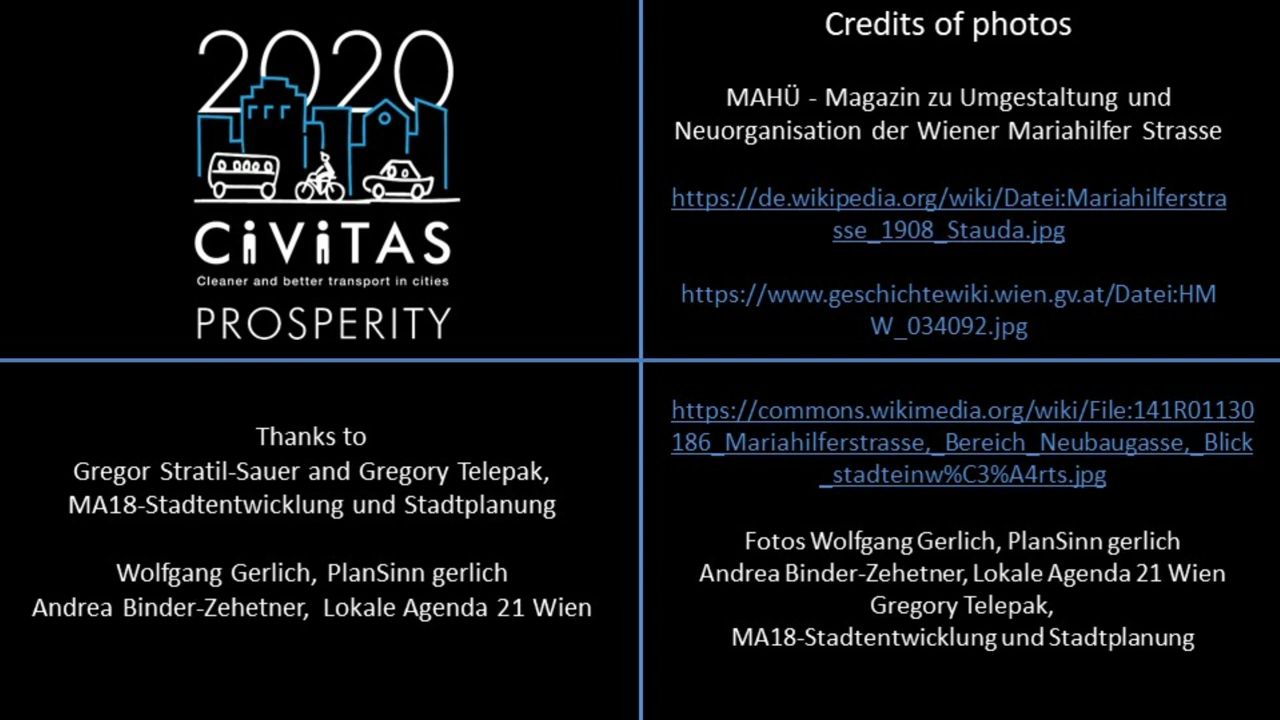 2020
CiViTAS
Cleaner and better transport in cities
PROSPERITY
Credits of photos
MAHÜ - Magazin zu Umgestaltung und
Neuorganisation der Wiener Mariahilfer Strasse
https://de.wikipedia.org/wiki/Datei:Mariahilferstra
sse_1908_Stauda.jpg
https://www.geschichtewiki.wien.gv.at/Datei:HM
W_034092.jpg
Thanks to
Gregor Stratil-Sauer and Gregory Telepak,
MA18-Stadtentwicklung und Stadtplanung
Wolfgang Gerlich, PlanSinn gerlich
Andrea Binder-Zehetner, Lokale Agenda 21 Wien
https://commons.wikimedia.org/wiki/File:141R01130
186_Mariahilferstrasse,_Bereich_Neubaugasse,_Blick
_stadteinw%C3%A4rts.jpg
Fotos Wolfgang Gerlich, PlanSinn gerlich
Andrea Binder-Zehetner, Lokale Agenda 21 Wien
Gregory Telepak,
MA18-Stadtentwicklung und Stadtplanung